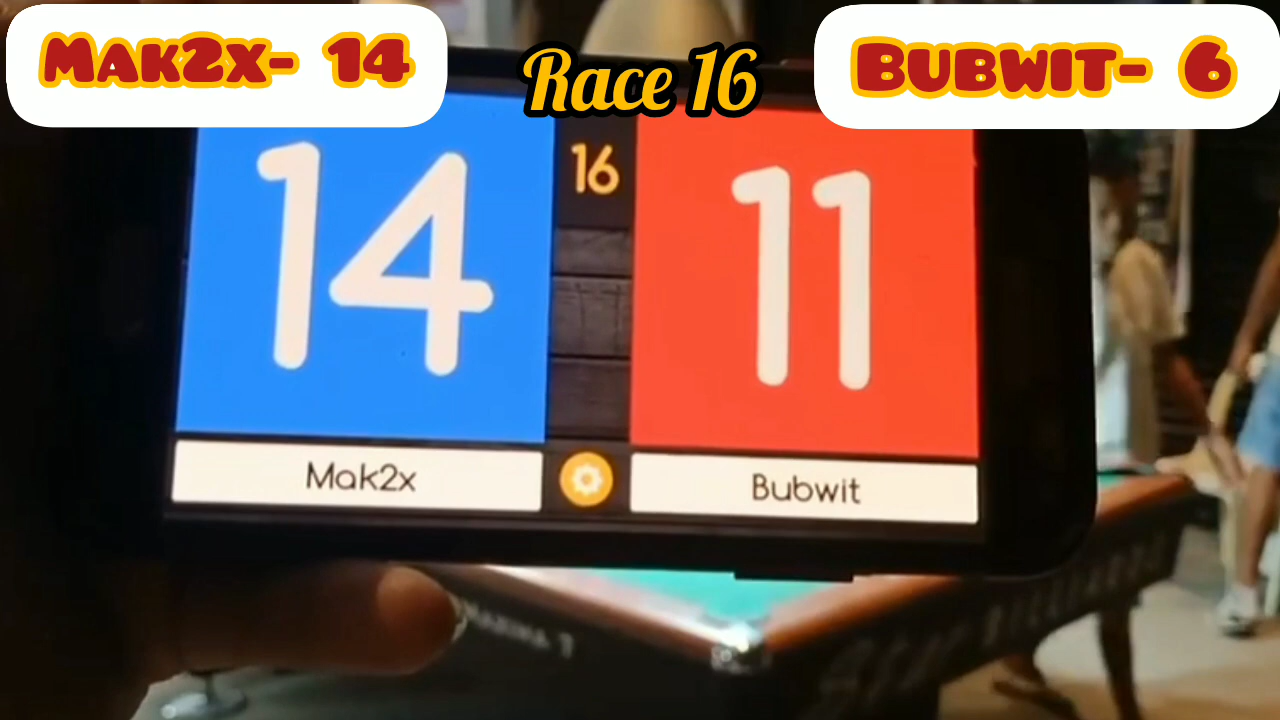 Mak2x- 14
Race 16
Bubwit- 6
14
16
11
Mak2x
Bubwit